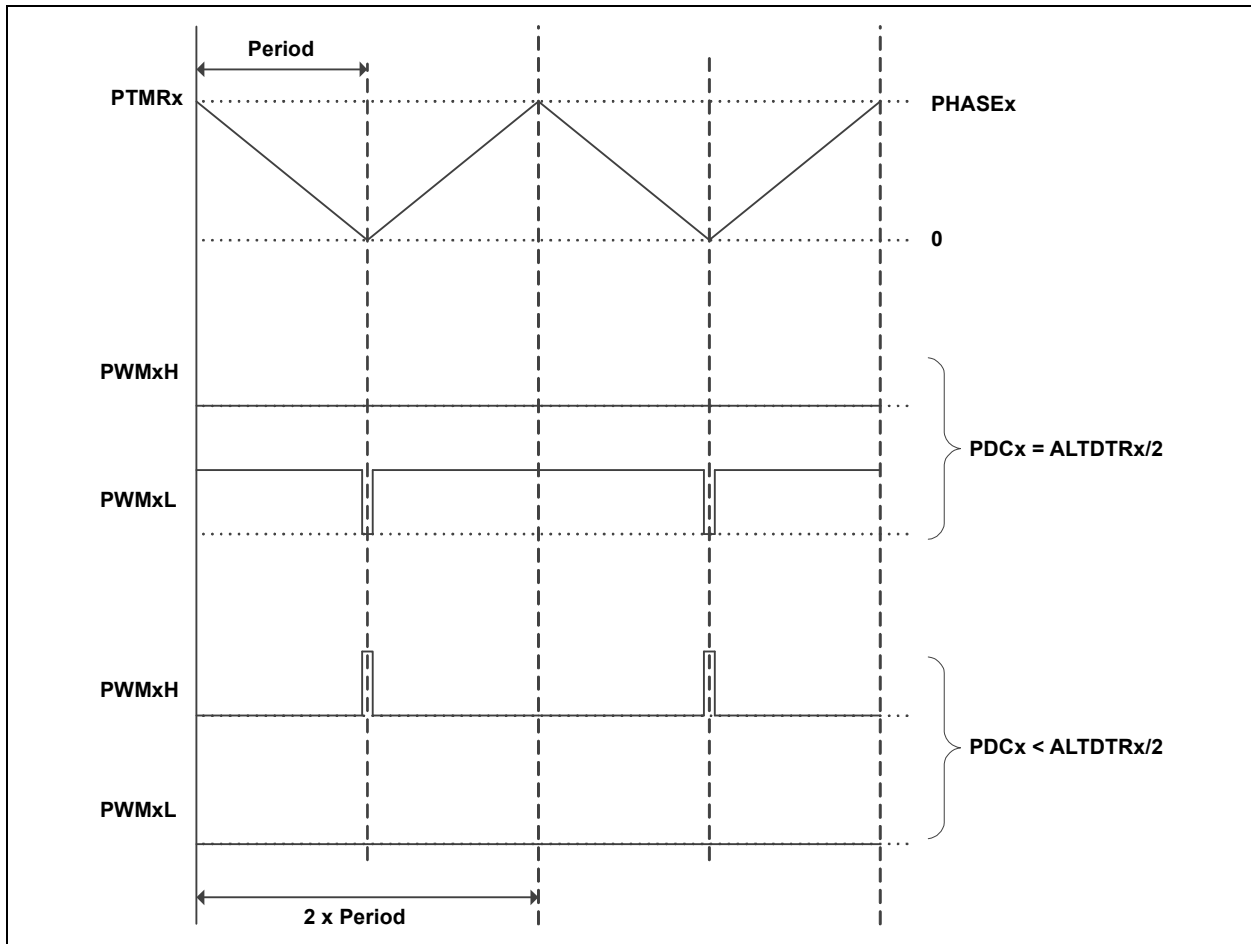 Period
PTMRx
PHASEx
0
PWMxH
PDCx = ALTDTRx/2
PWMxL
PWMxH
PDCx < ALTDTRx/2
PWMxL
2 x Period